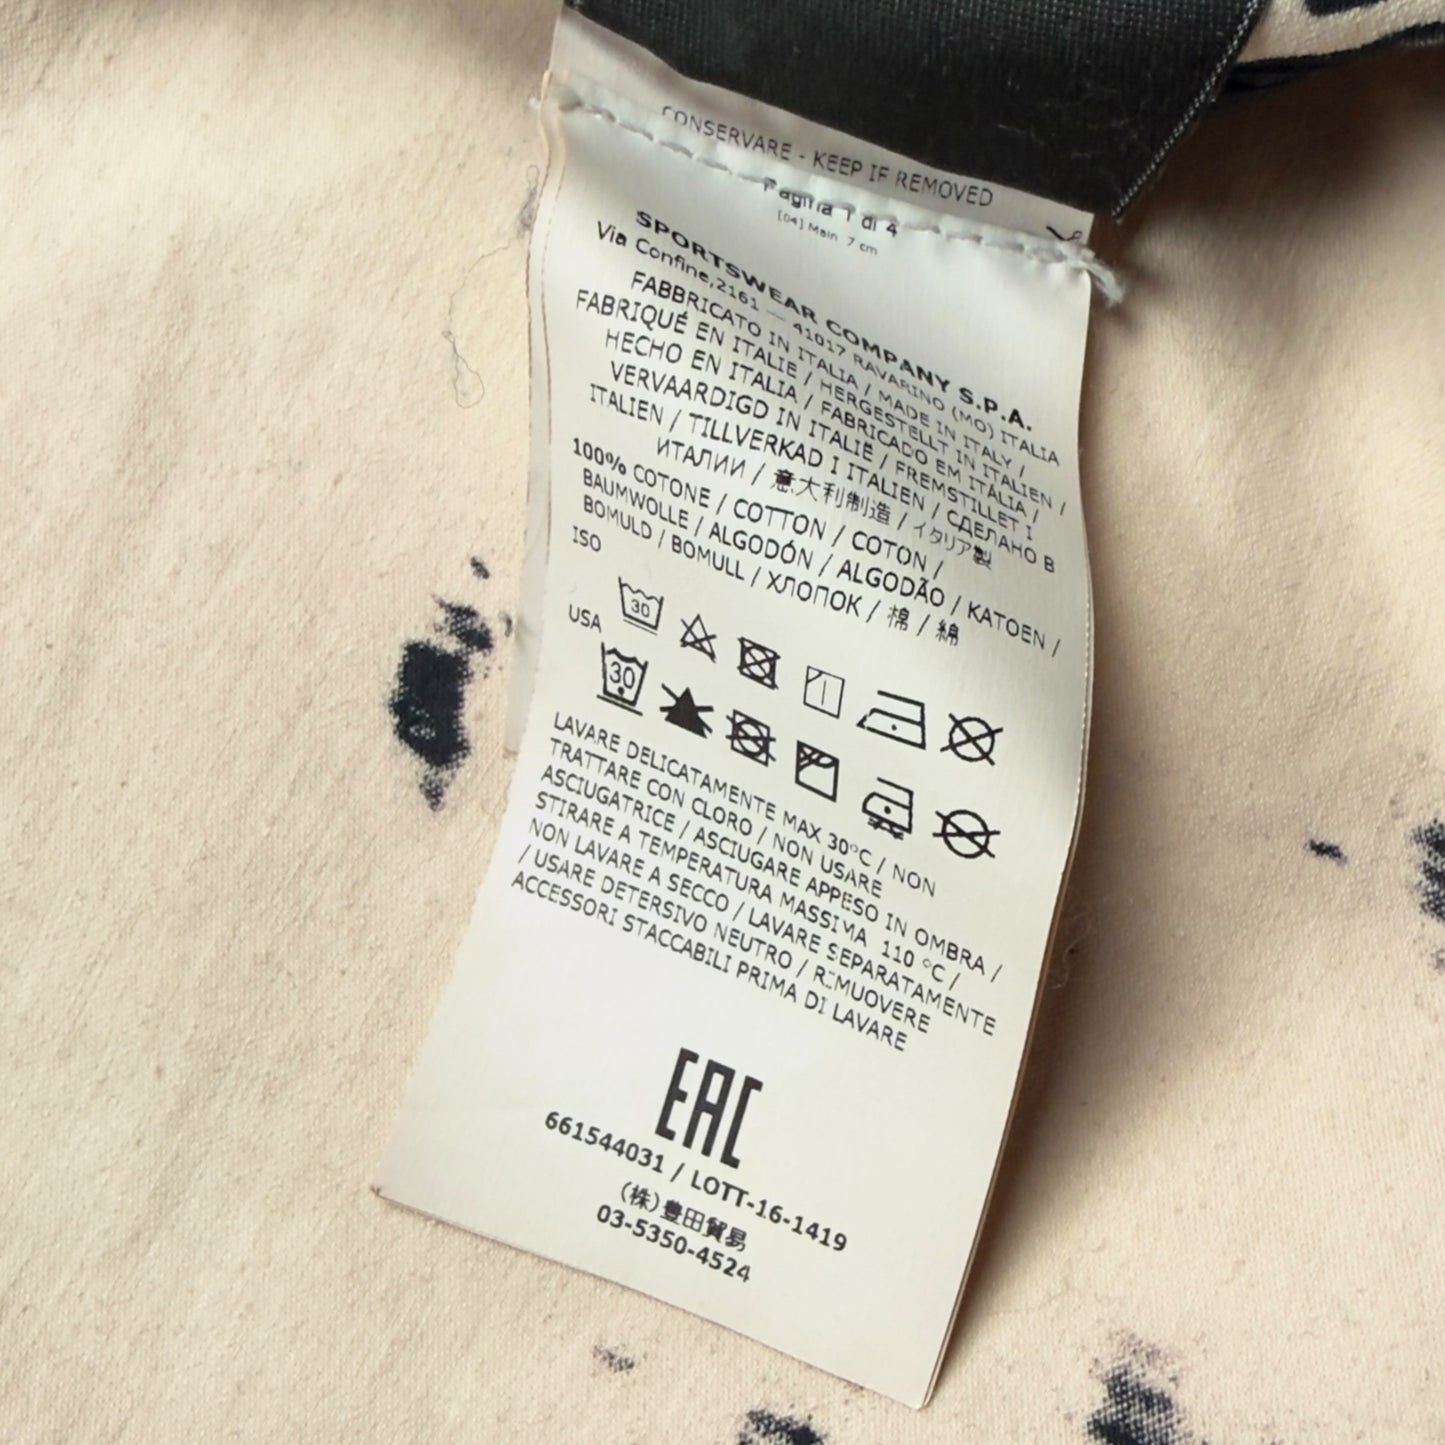 CONSERVARE - KEEP IF REMOVED
Pagina 1 di 4
[04] Main 7 cm
SPORTSWEAR COMPANY S.P.A.
Via Confine,2161 — 41017 RAVARINO (MO) ITALIA
FABBRICATO IN ITALIA / MADE IN ITALY /
FABRIQUÉ EN ITALIE / HERGESTELLT IN ITALIEN /
HECHO EN ITALIA / FABRICADO EM ITÁLIA /
VERVAARDIGD IN ITALIË / FREMSTILLET I
ITALIEN / TILLVERKAD I ITALIEN / СДЕЛАНО В
ИТАЛИИ / 意大利制造 / イタリア製
100% COTONE / COTTON / COTON /
BAUMWOLLE / ALGODÓN / ALGODÃO / KATOEN /
BOMULD / BOMULL / ХЛОПОК / 棉 / 綿
ISO
30
USA
30
LAVARE DELICATAMENTE MAX 30°C / NON
TRATTARE CON CLORO / NON USARE
ASCIUGATRICE / ASCIUGARE APPESO IN OMBRA /
STIRARE A TEMPERATURA MASSIMA 110 °C /
NON LAVARE A SECCO / LAVARE SEPARATAMENTE
/ USARE DETERSIVO NEUTRO / RIMUOVERE
ACCESSORI STACCABILI PRIMA DI LAVARE
EAC
661544031 / LOTT-16-1419
(株)豊田貿易
03-5350-4524